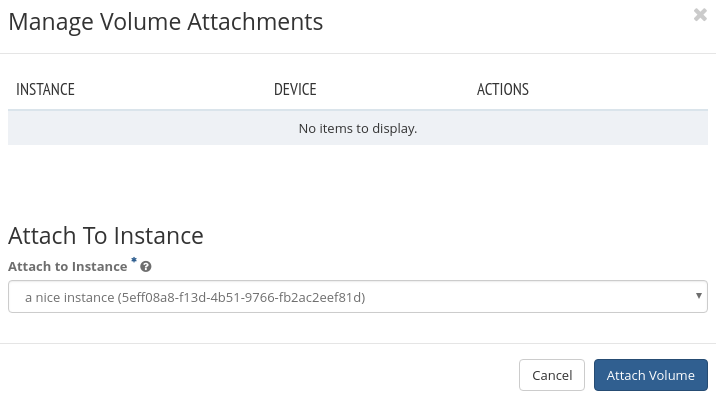 Manage Volume Attachments
INSTANCE DEVICE ACTIONS
No items to display.
Attach To Instance
Attach to Instance *
a nice instance (5eff08a8-f13d-4b51-9766-fb2ac2eef81d)
Cancel Attach Volume